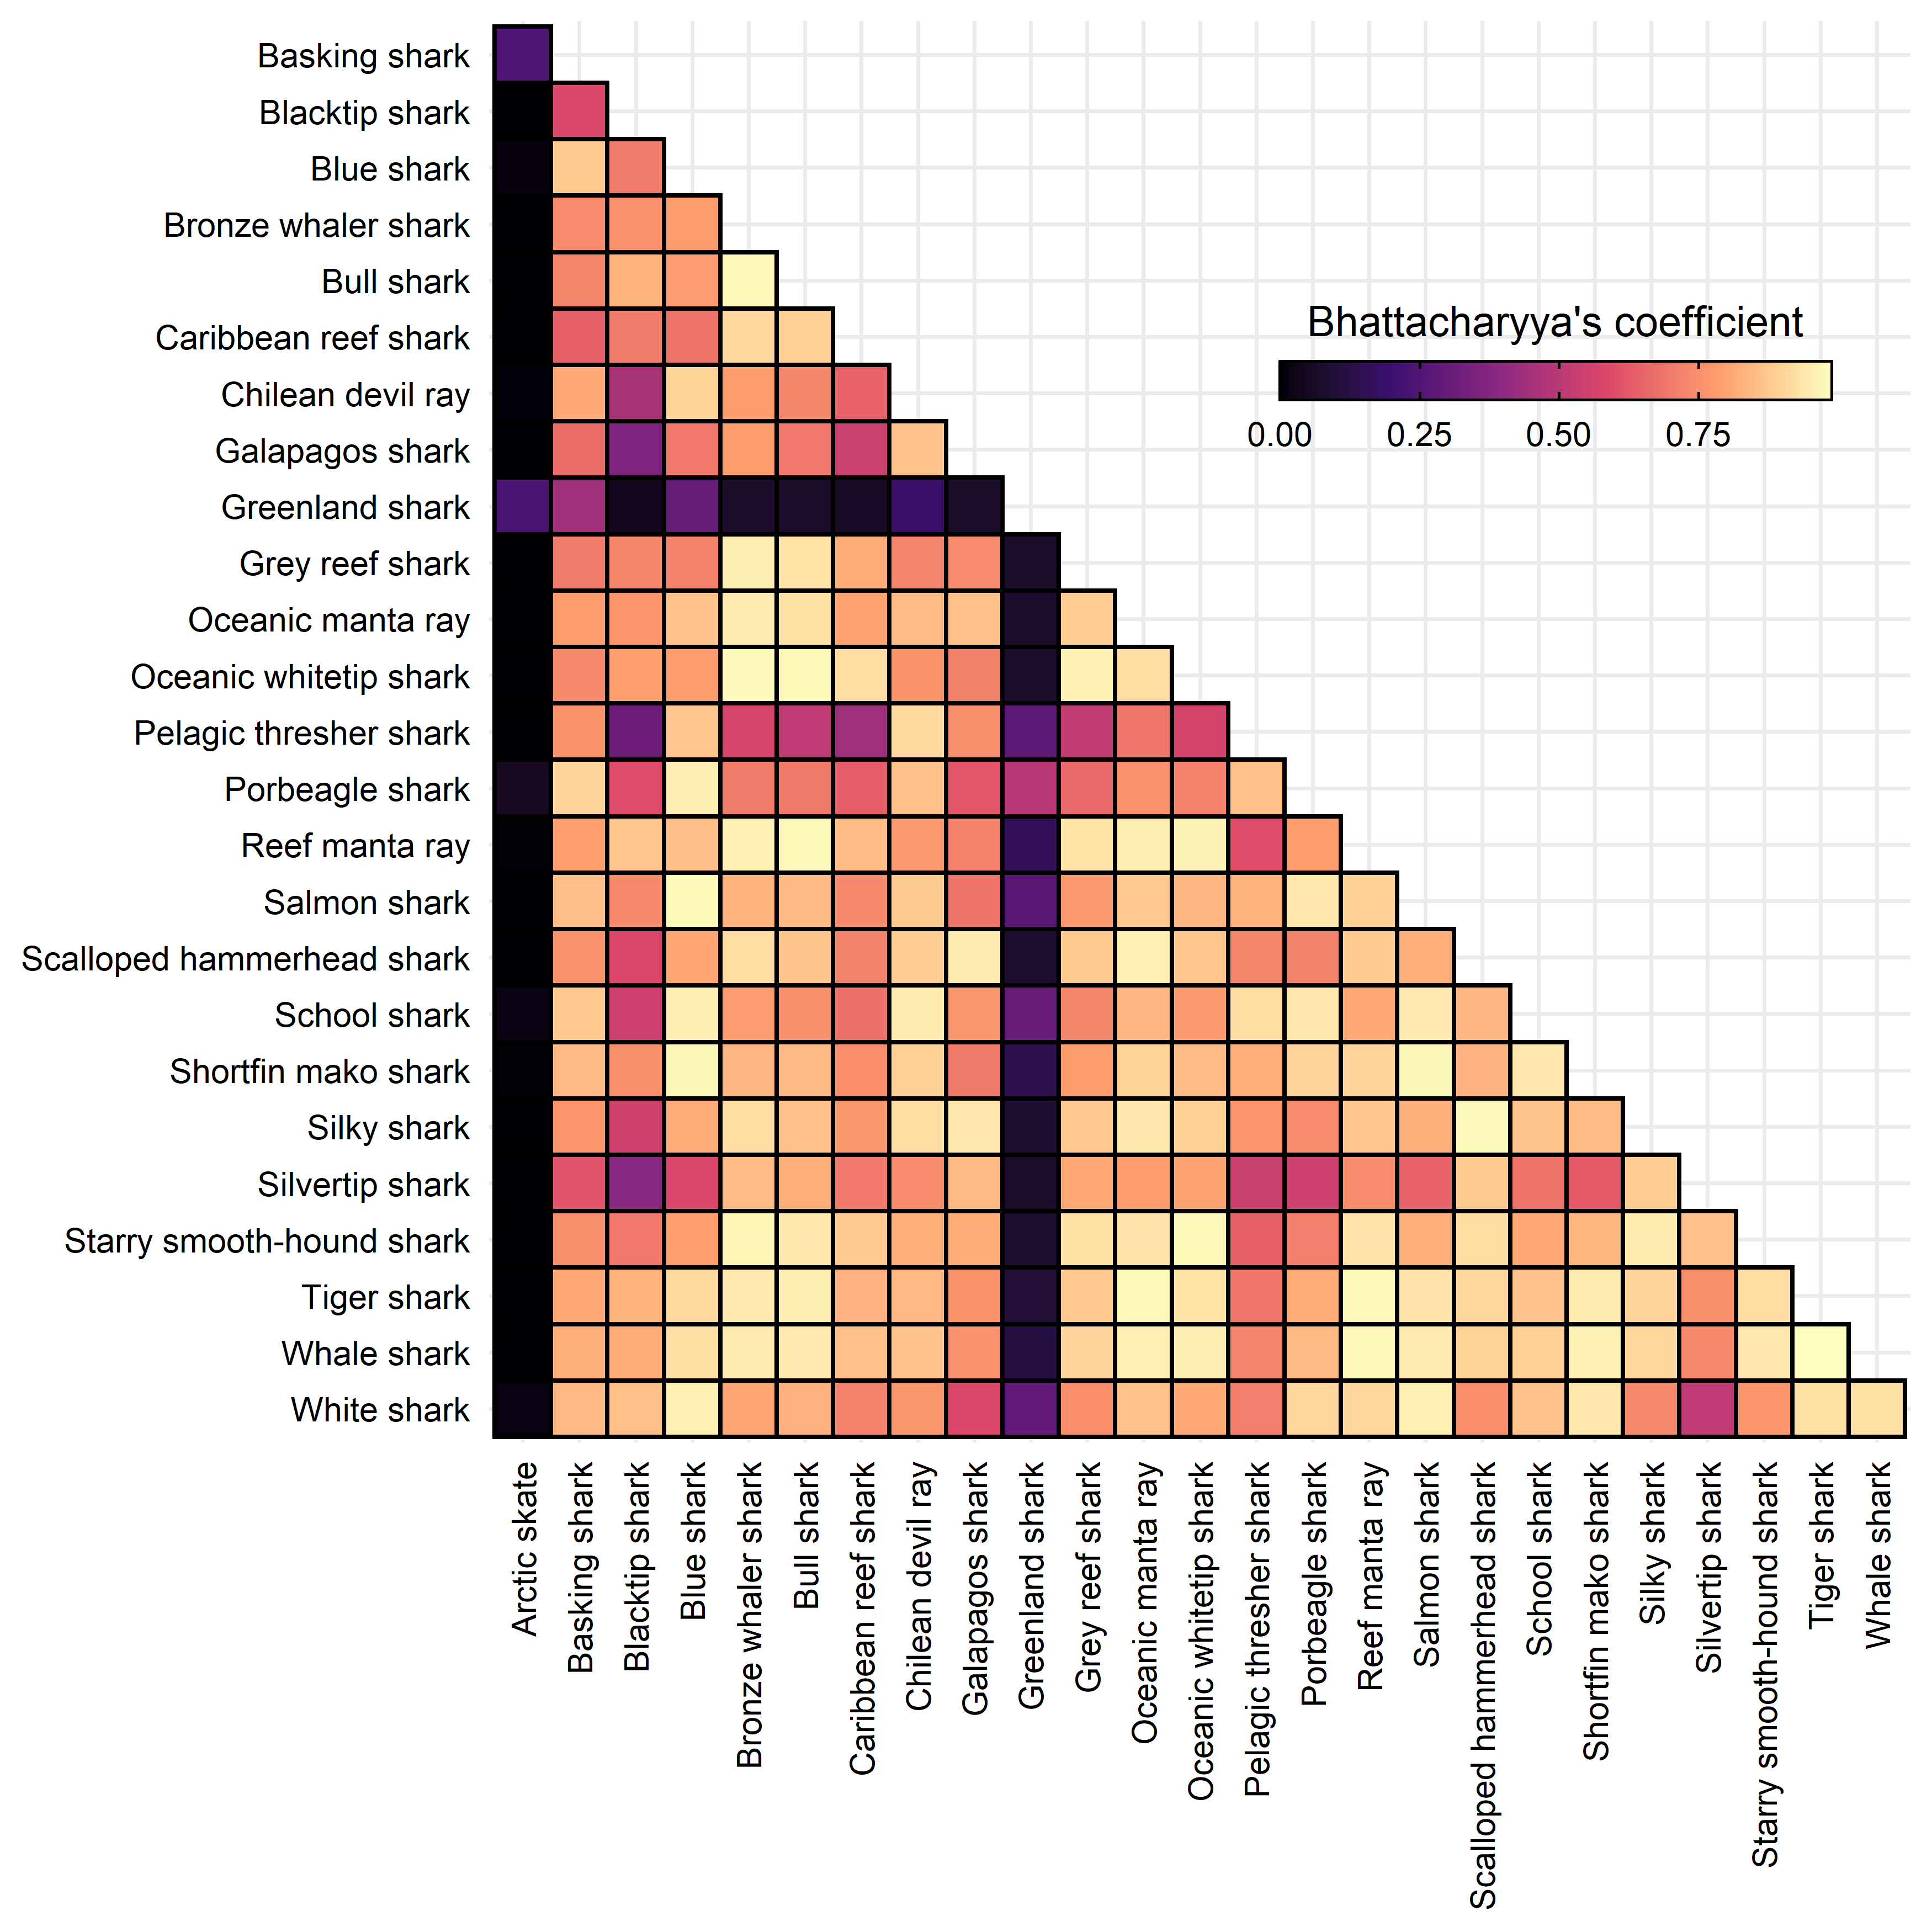 Basking shark
Blacktip shark
Blue shark
Bronze whaler shark
Bull shark
Caribbean reef shark
Chilean devil ray
Galapagos shark
Greenland shark
Grey reef shark
Oceanic manta ray
Oceanic whitetip shark
Pelagic thresher shark
Porbeagle shark
Reef manta ray
Salmon shark
Scalloped hammerhead shark
School shark
Shortfin mako shark
Silky shark
Silvertip shark
Starry smooth-hound shark
Tiger shark
Whale shark
White shark
Bhattacharyya's coefficient
0.00 0.25 0.50 0.75
Arctic skate
Basking shark
Blacktip shark
Blue shark
Bronze whaler shark
Bull shark
Caribbean reef shark
Chilean devil ray
Galapagos shark
Greenland shark
Grey reef shark
Oceanic manta ray
Oceanic whitetip shark
Pelagic thresher shark
Porbeagle shark
Reef manta ray
Salmon shark
Scalloped hammerhead shark
School shark
Shortfin mako shark
Silky shark
Silvertip shark
Starry smooth-hound shark
Tiger shark
Whale shark